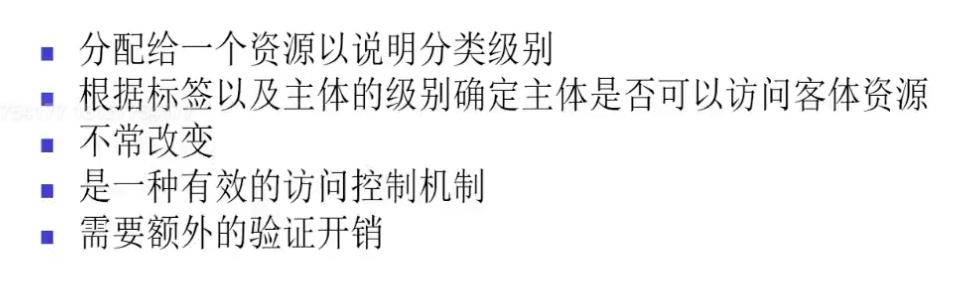 分配给一个资源以说明分类级别
根据标签以及主体的级别确定主体是否可以访问客体资源
不常改变
是一种有效的访问控制机制
需要额外的验证开销